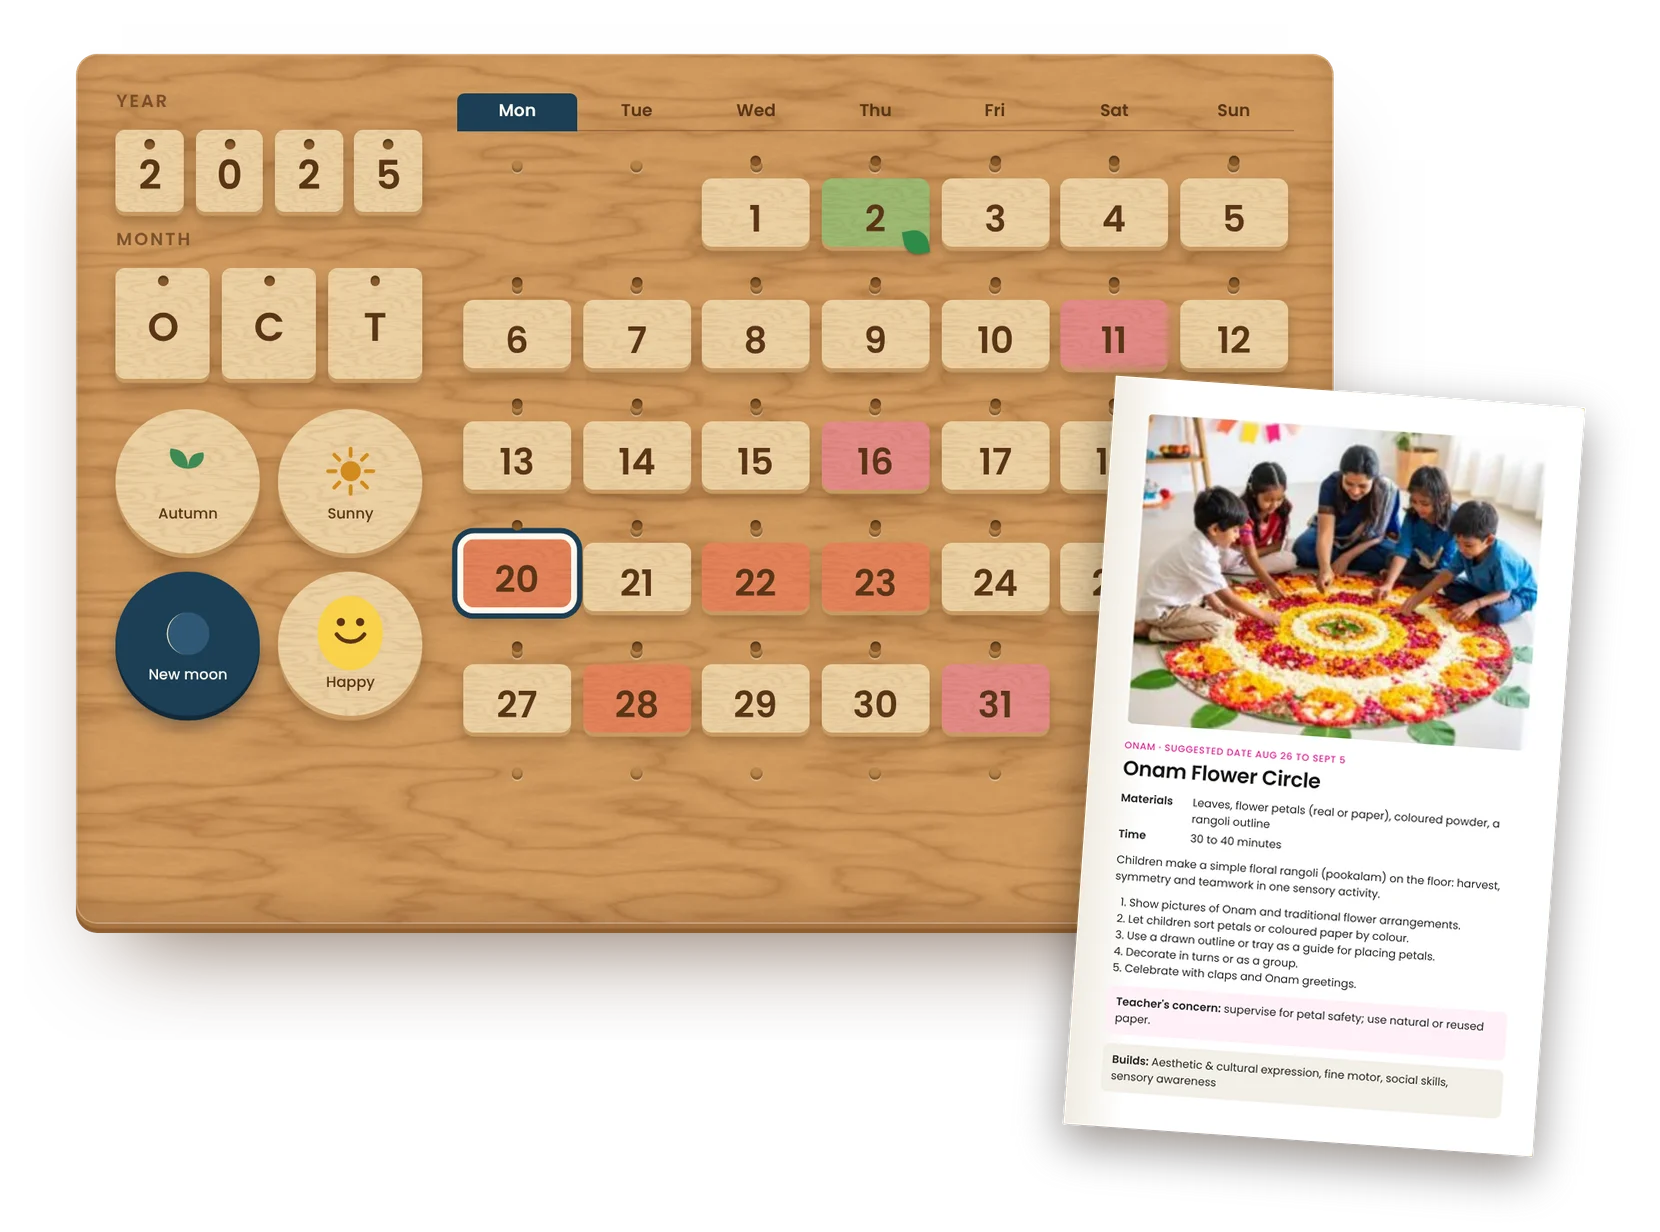 YEAR
2 0 2 5
MONTH
O C T
Autumn
Sunny
New moon
Happy
Mon Tue Wed Thu Fri Sat Sun
1 2 3 4 5
6 7 8 9 10 11 12
13 14 15 16 17
20 21 22 23 24
27 28 29 30 31
ONAM · SUGGESTED DATE AUG 26 TO SEPT 5
Onam Flower Circle
Materials Leaves, flower petals (real or paper), coloured powder, a
rangoli outline
Time 30 to 40 minutes
Children make a simple floral rangoli (pookalam) on the floor: harvest,
symmetry and teamwork in one sensory activity.
1. Show pictures of Onam and traditional flower arrangements.
2. Let children sort petals or coloured paper by colour.
3. Use a drawn outline or tray as a guide for placing petals.
4. Decorate in turns or as a group.
5. Celebrate with claps and Onam greetings.
Teacher's concern: supervise for petal safety; use natural or reused
paper.
Builds: Aesthetic & cultural expression, fine motor, social skills,
sensory awareness